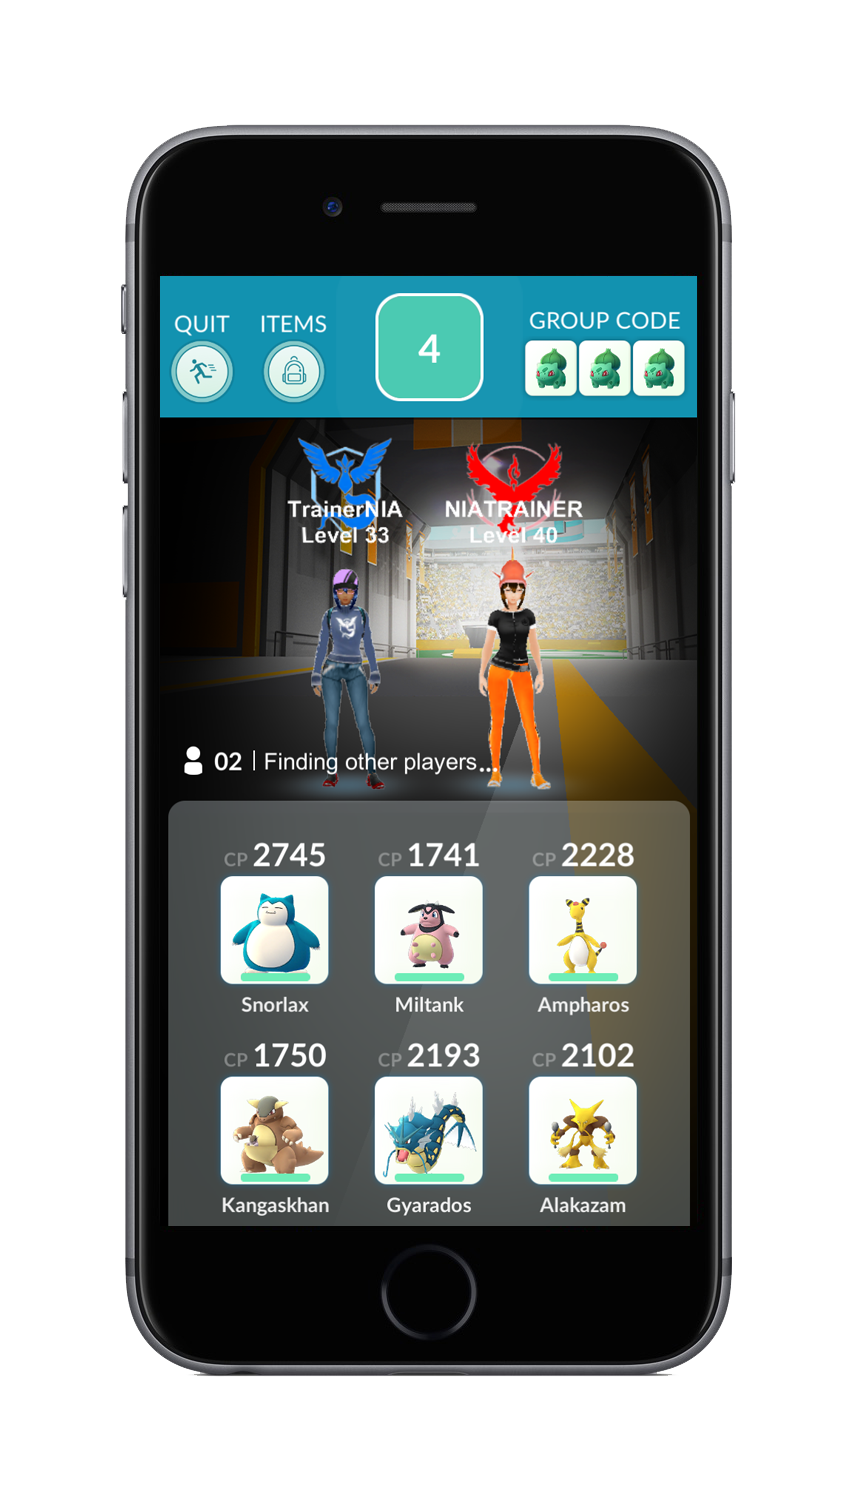 QUIT ITEMS 4 GROUP CODE
TrainerNIA NIATRAINER
Level 33 Level 40
02 | Finding other players...
CP 2745 CP 1741 CP 2228
Snorlax Miltank Ampharos
CP 1750 CP 2193 CP 2102
Kangaskhan Gyarados Alakazam